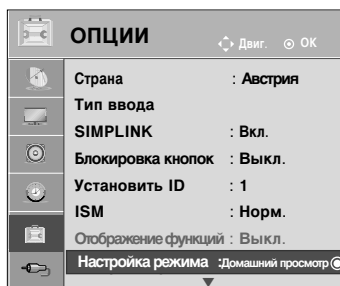 ОПЦИИ
Двиг. ОК
Страна : Австрия
Тип ввода
SIMPLINK : Вкл.
Блокировка кнопок : Выкл.
Установить ID : 1
ISM : Норм.
Отображение функций : Выкл.
Настройка режима :Домашний просмотр